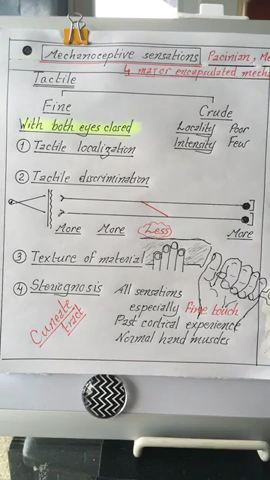 Mechanoceptive sensations Pacinian, Me
4 major encapsulated mech
Tactile
Fine Crude
With both eyes closed Locality Poor
① Tactile localization Intensity Fear
② Tactile discrimination
More More Less More
③ Texture of material
④ Steriognosis All sensations
especially Fine touch
Cuneate Past cortical experience
tract Normal hand muscles